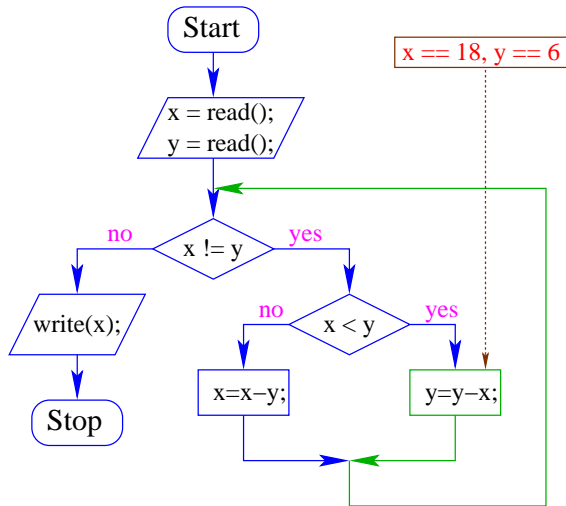 Start
x == 18, y == 6
x = read();
y = read();
no
x != y
yes
no
x < y
yes
write(x);
x=x−y;
y=y−x;
Stop